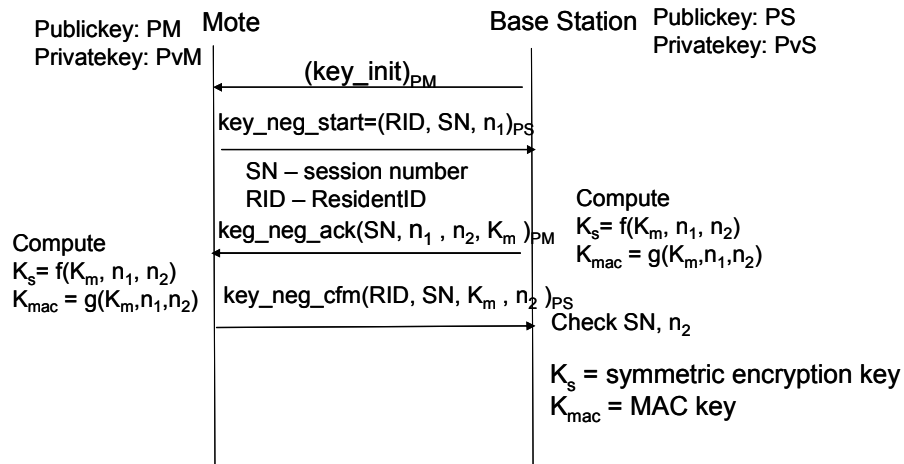 Publickey: PM
Privatekey: PvM
Mote
Base Station
Publickey: PS
Privatekey: PvS
(key_init)PM
key_neg_start=(RID, SN, n1)PS
SN – session number
RID – ResidentID
keg_neg_ack(SN, n1 , n2, Km )PM
Compute
Ks= f(Km, n1, n2)
Kmac = g(Km,n1,n2)
Compute
Ks= f(Km, n1, n2)
Kmac = g(Km,n1,n2)
key_neg_cfm(RID, SN, Km , n2 )PS
Check SN, n2
Ks = symmetric encryption key
Kmac = MAC key